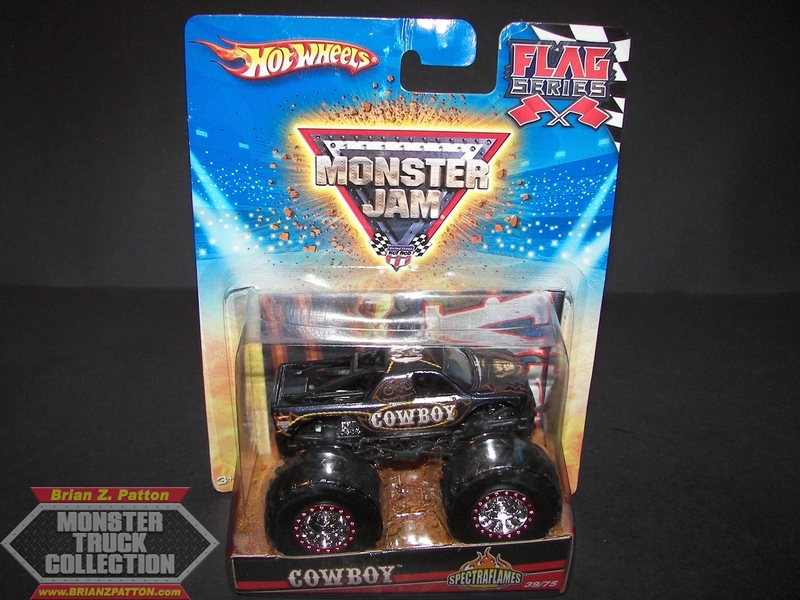 HOT WHEELS
FLAG
SERIES
MONSTER
JAM
COWBOY
3+
COWBOY™
SPECTRAFLAMES
39/75
Brian Z. Patton
MONSTER
TRUCK
COLLECTION
www.BRIANZPATTON.com